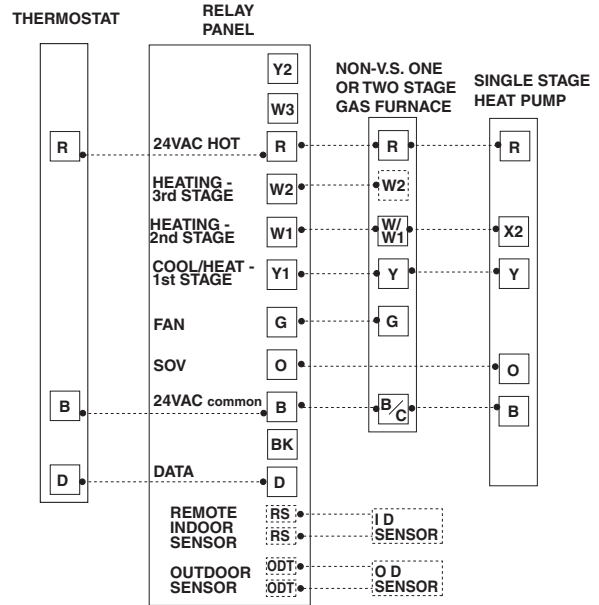 THERMOSTAT
RELAY
PANEL
NON-V.S. ONE
OR TWO STAGE
GAS FURNACE
SINGLE STAGE
HEAT PUMP
Y2
W3
R
24VAC HOT
R
R
R
HEATING -
3rd STAGE
W2
W2
HEATING -
2nd STAGE
W1
W/
W1
X2
COOL/HEAT -
1st STAGE
Y1
Y
Y
FAN
G
G
SOV
O
O
B
24VAC common
B
B/C
B
BK
D
DATA
D
REMOTE
INDOOR
SENSOR
RS
RS
I D
SENSOR
OUTDOOR
SENSOR
ODT
ODT
O D
SENSOR